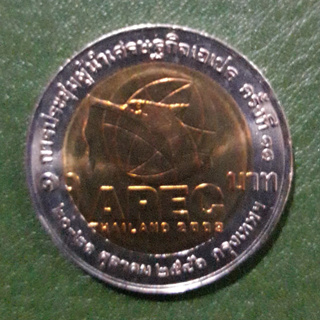 การประชุมผู้นำเศรษฐกิจเอเปค ครั้งที่ ๑๑
๑๐ บาท
APEC
THAILAND 2003
๒๐-๒๑ ตุลาคม ๒๕๔๖ กรุงเทพฯ